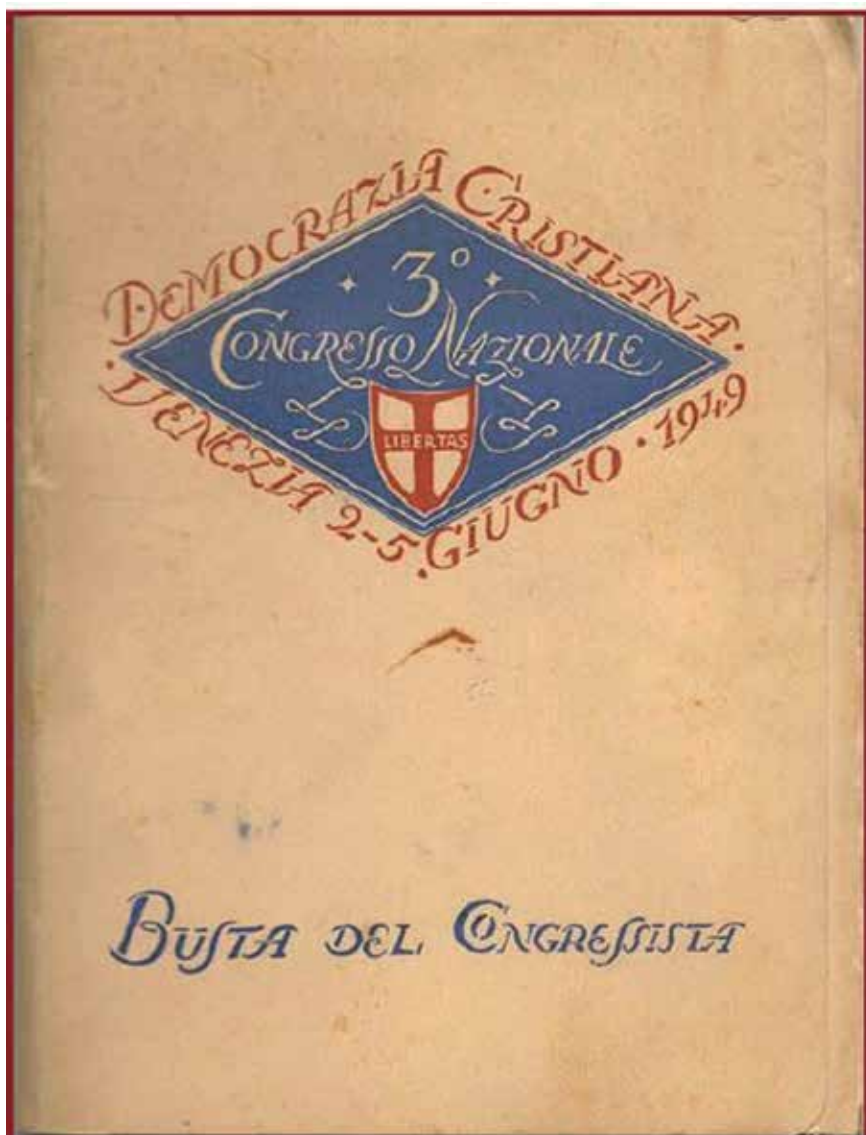 DEMOCRAZIA CRISTIANA
3°
CONGRESSO NAZIONALE
LIBERTAS
VENEZIA 2-5 · GIUGNO · 1949
BUSTA DEL CONGRESSISTA